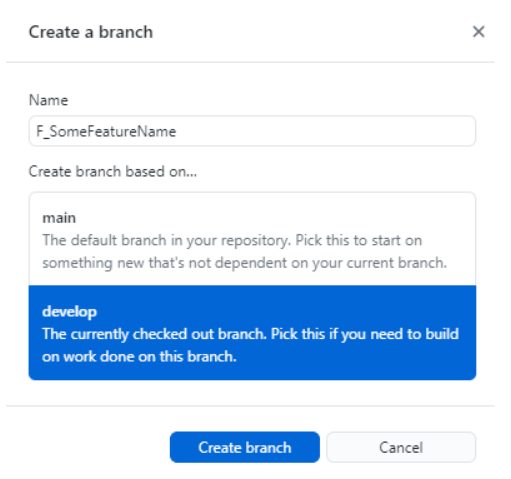 Create a branch
Name
F_SomeFeatureName
Create branch based on...
main
The default branch in your repository. Pick this to start on
something new that's not dependent on your current branch.
develop
The currently checked out branch. Pick this if you need to build
on work done on this branch.
Create branch
Cancel